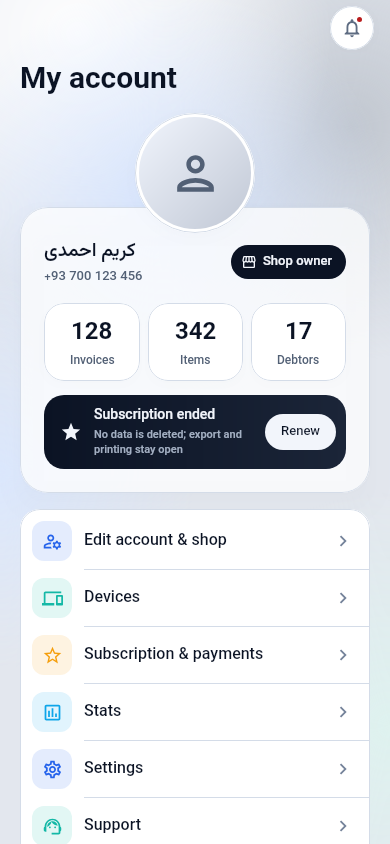 My account
کریم احمدی
+93 700 123 456
Shop owner
128
Invoices
342
Items
17
Debtors
Subscription ended
No data is deleted; export and
printing stay open
Renew
Edit account & shop
Devices
Subscription & payments
Stats
Settings
Support